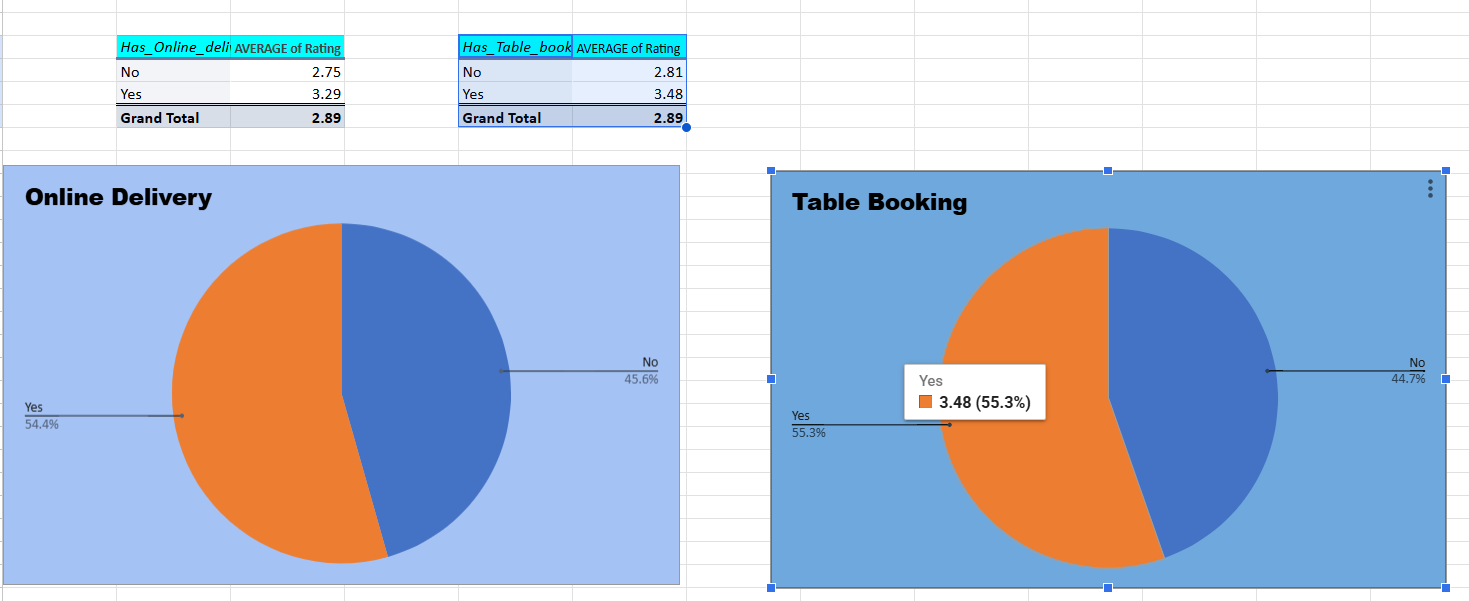 Has_Online_deli AVERAGE of Rating
No 2.75
Yes 3.29
Grand Total 2.89
Has_Table_book AVERAGE of Rating
No 2.81
Yes 3.48
Grand Total 2.89
Online Delivery
No
45.6%
Yes
54.4%
Table Booking
No
44.7%
Yes
3.48 (55.3%)
Yes
55.3%